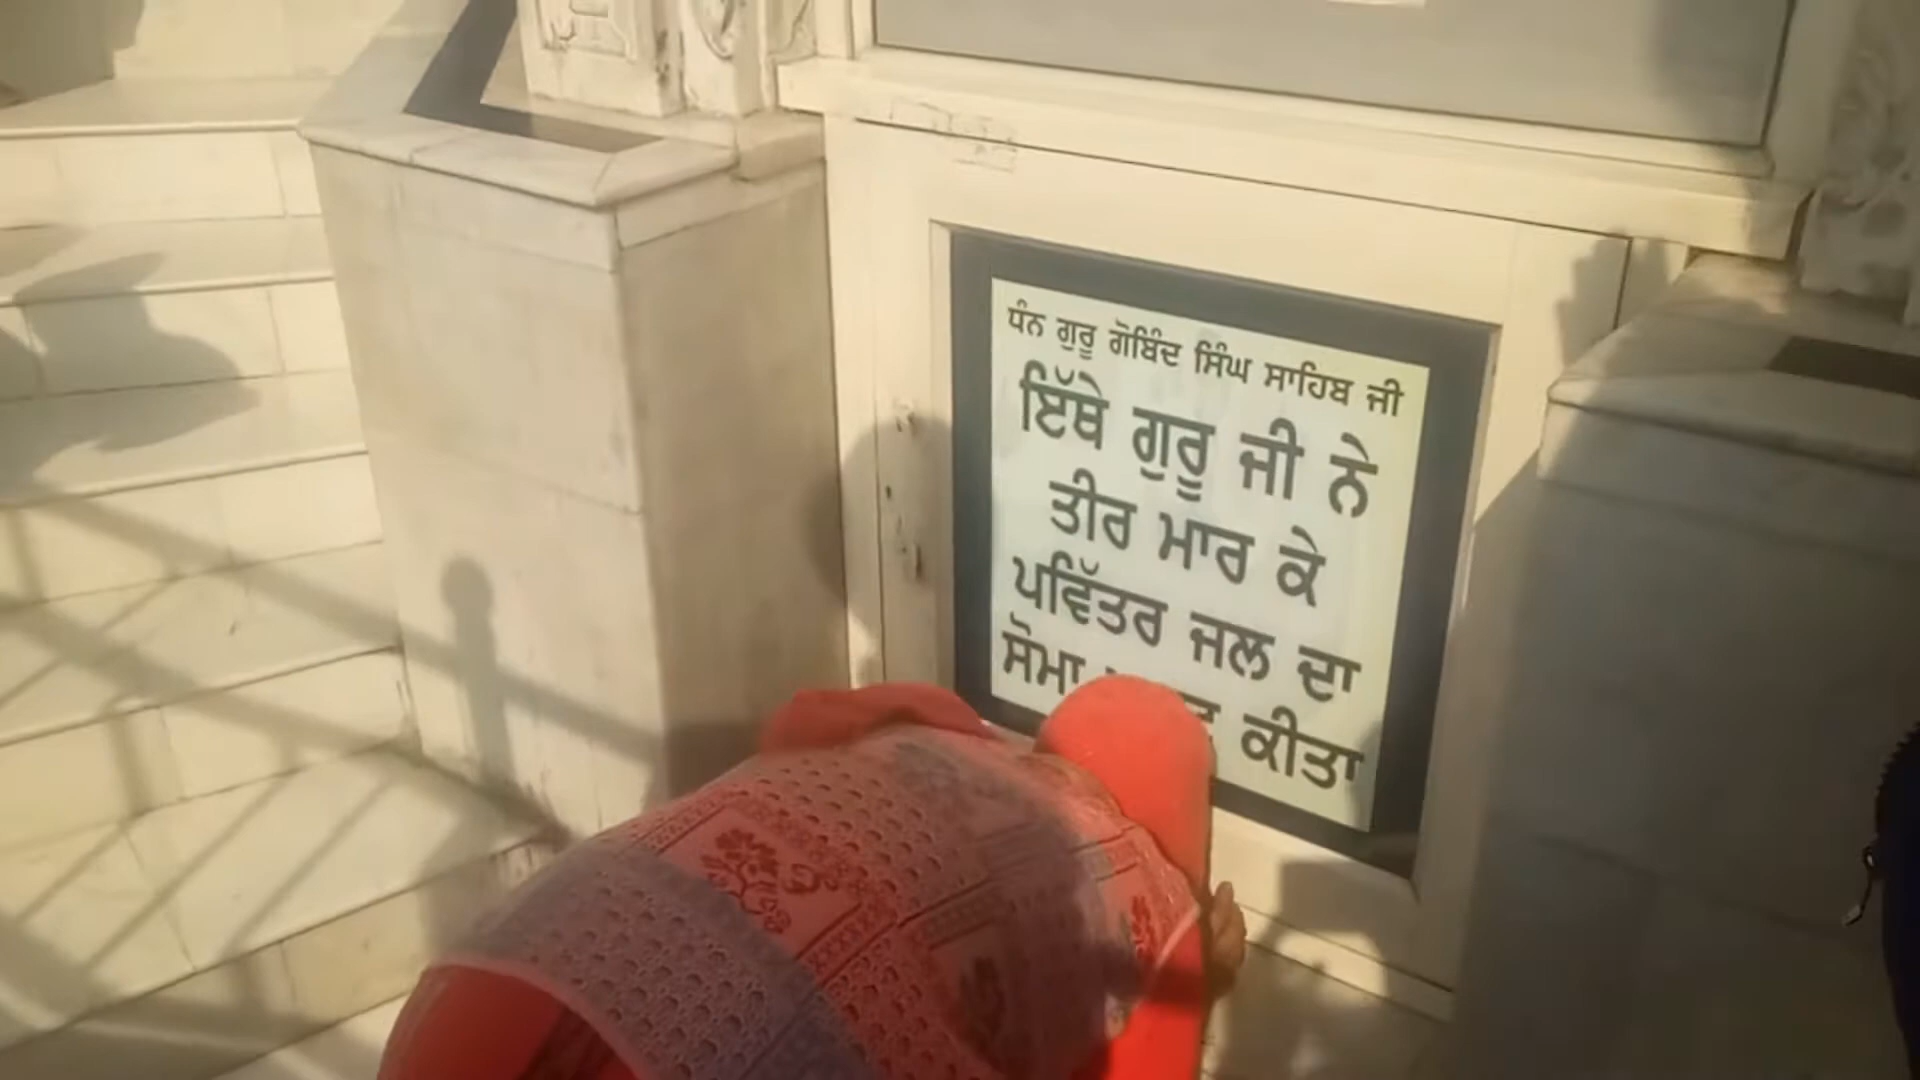 ਧੰਨ ਗੁਰੂ ਗੋਬਿੰਦ ਸਿੰਘ ਸਾਹਿਬ ਜੀ
ਇੱਥੇ ਗੁਰੂ ਜੀ ਨੇ
ਤੀਰ ਮਾਰ ਕੇ
ਪਵਿੱਤਰ ਜਲ ਦਾ
ਸੋਮਾ ਕੀਤਾ